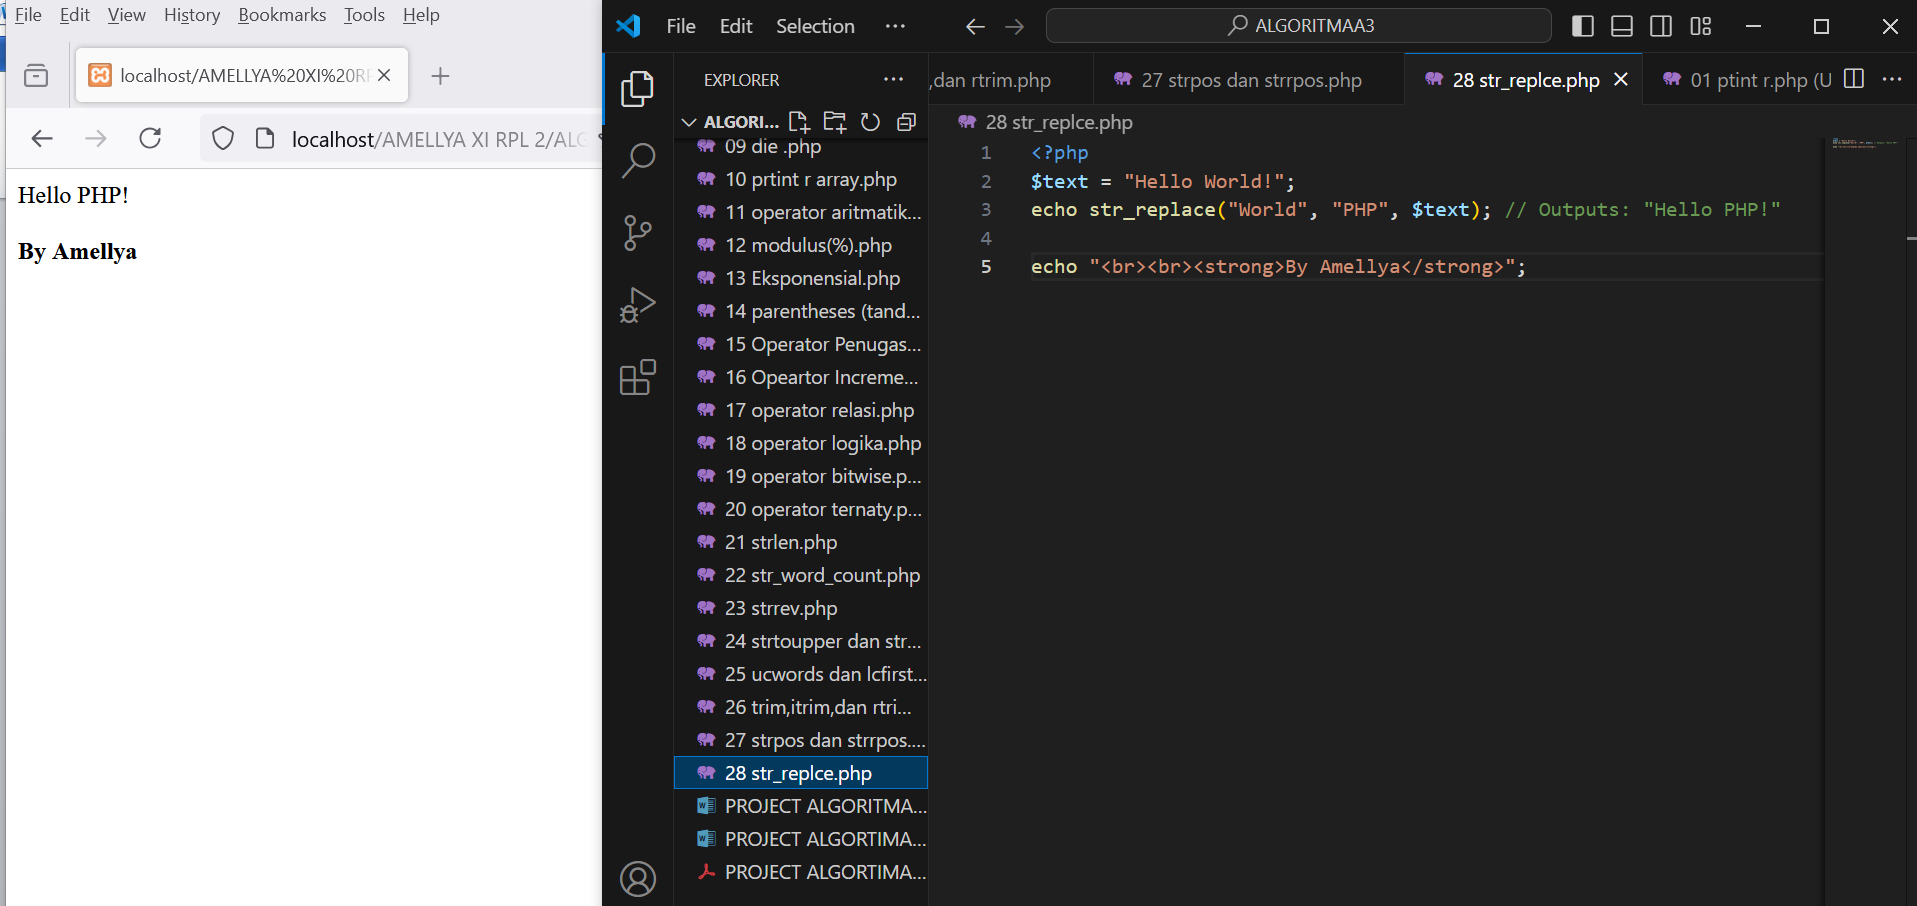 File Edit View History Bookmarks Tools Help
localhost/AMELLYA%20XI%20RP
localhost/AMELLYA XI RPL 2/ALG
Hello PHP!
By Amellya
File Edit Selection ···
ALGORITMAA3
EXPLORER ···
ALGORI...
09 die .php
10 prtint r array.php
11 operator aritmatik...
12 modulus(%).php
13 Eksponensial.php
14 parentheses (tand...
15 Operator Penugas...
16 Opeartor Increme...
17 operator relasi.php
18 operator logika.php
19 operator bitwise.p...
20 operator ternaty.p...
21 strlen.php
22 str_word_count.php
23 strrev.php
24 strtoupper dan str...
25 ucwords dan lcfirst...
26 trim,itrim,dan rtri...
27 strpos dan strrpos....
28 str_replce.php
PROJECT ALGORITMA...
PROJECT ALGORTIMA...
PROJECT ALGORTIMA...
,dan rtrim.php 27 strpos dan strrpos.php 28 str_replce.php 01 ptint r.php (U ···
28 str_replce.php
1 <?php
2 $text = "Hello World!";
3 echo str_replace("World", "PHP", $text); // Outputs: "Hello PHP!"
4
5 echo "<br><br><strong>By Amellya</strong>";